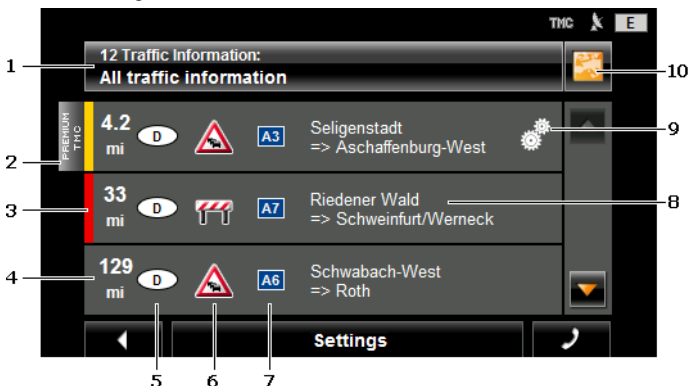 TMC E
1
12 Traffic Information:
All traffic information
10
PREMIUM
TMC
2
4.2
mi
D
A3
Seligenstadt
=> Aschaffenburg-West
9
3
33
mi
D
A7
Riedener Wald
=> Schweinfurt/Werneck
8
4
129
mi
D
A6
Schwabach-West
=> Roth
Settings
5 6 7